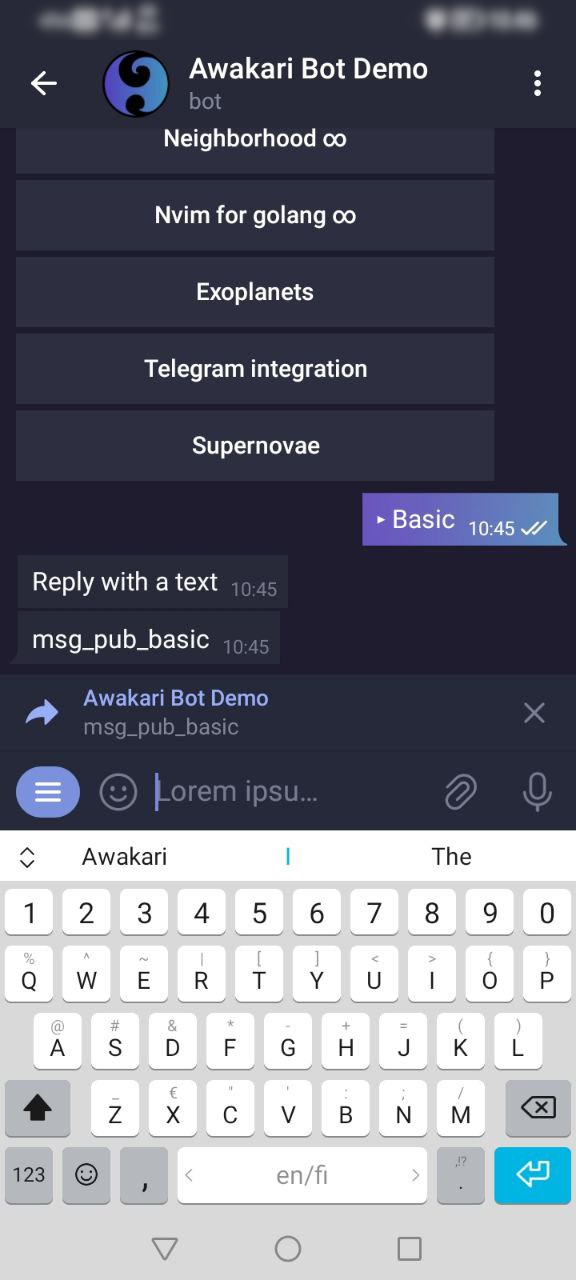 Awakari Bot Demo
bot
Neighborhood ∞
Nvim for golang ∞
Exoplanets
Telegram integration
Supernovae
‣ Basic 10:45
Reply with a text 10:45
msg_pub_basic 10:45
Awakari Bot Demo
msg_pub_basic
Lorem ipsu...
Awakari I The
1 2 3 4 5 6 7 8 9 0
% ^ ~ | [ ] < > { }
Q W E R T Y U I O P
@ # & * - + = ( )
A S D F G H J K L
_ € " ' : ; /
Z X C V B N M
,!?
123 , < en/fi > .